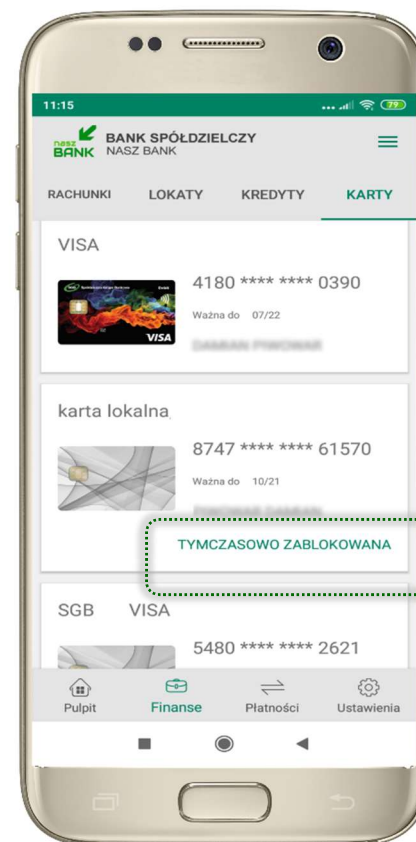 11:15
79
nasz BANK
BANK SPÓŁDZIELCZY
NASZ BANK
RACHUNKI LOKATY KREDYTY KARTY
VISA
4180 **** **** 0390
Ważna do 07/22
VISA
karta lokalna
8747 **** **** 61570
Ważna do 10/21
TYMCZASOWO ZABLOKOWANA
SGB VISA
5480 **** **** 2621
Pulpit Finanse Płatności Ustawienia